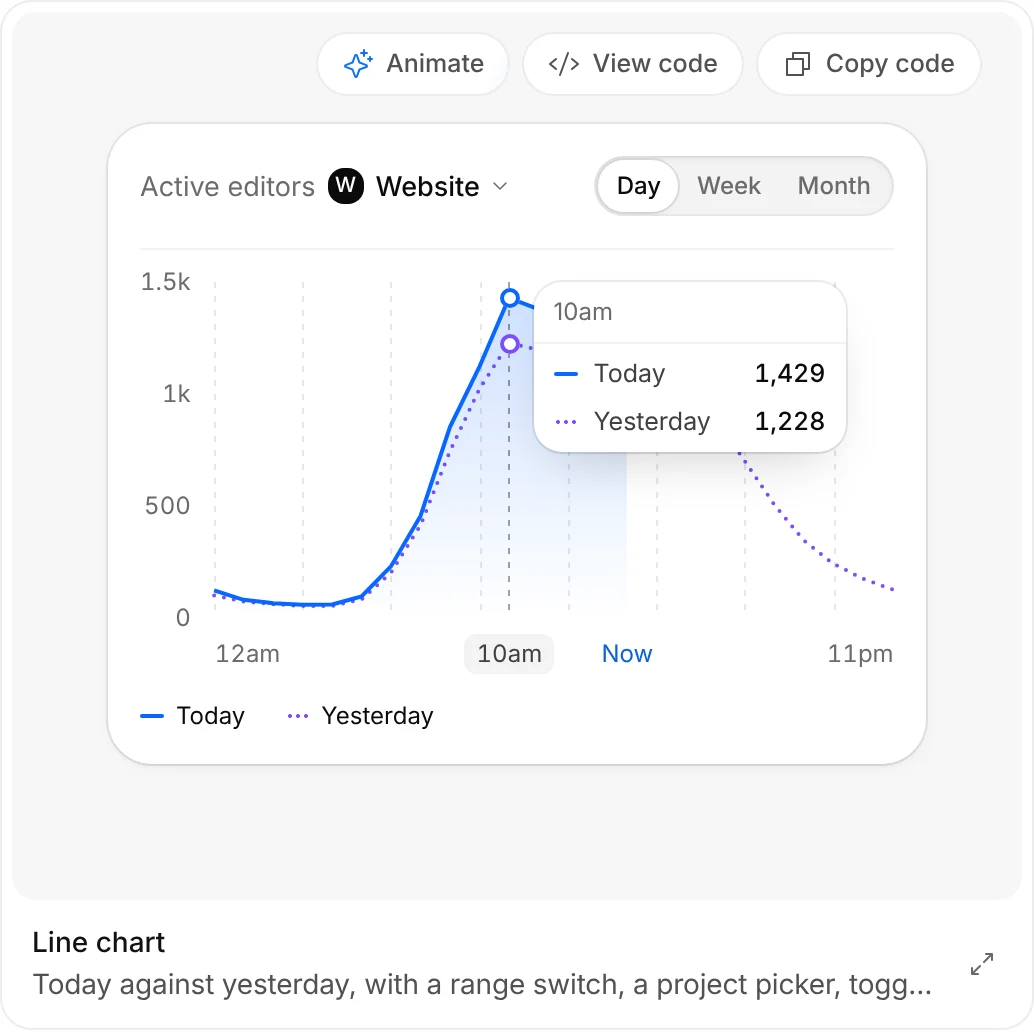 Animate View code Copy code
Active editors W Website Day Week Month
1.5k
10am
1k
Today 1,429
Yesterday 1,228
500
0
12am 10am Now 11pm
Today Yesterday
Line chart
Today against yesterday, with a range switch, a project picker, togg...